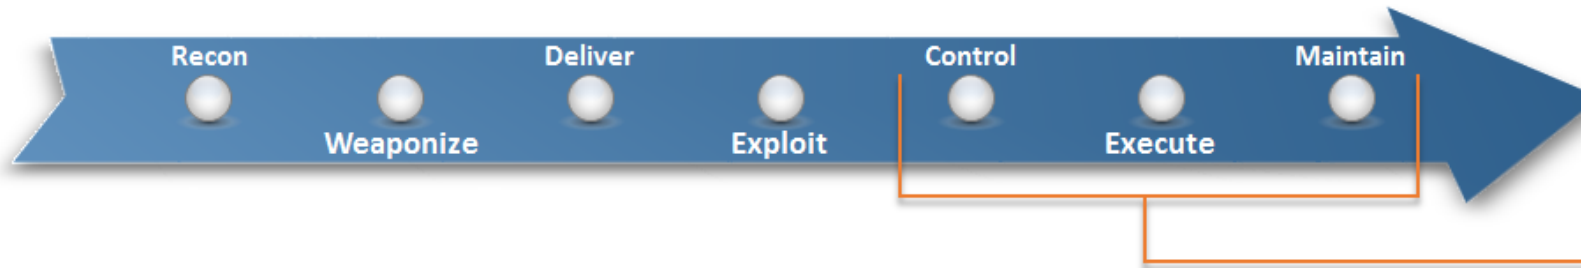 Recon
Weaponize
Deliver
Exploit
Control
Execute
Maintain